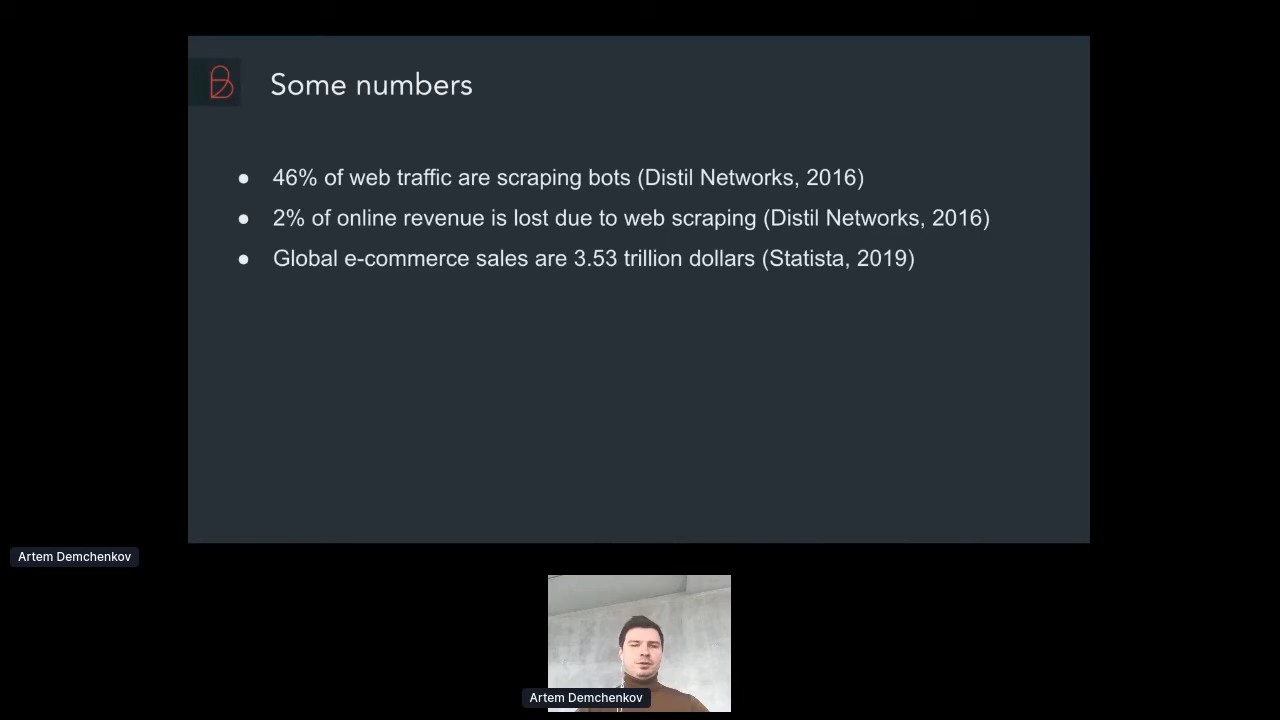 Some numbers
● 46% of web traffic are scraping bots (Distil Networks, 2016)
● 2% of online revenue is lost due to web scraping (Distil Networks, 2016)
● Global e-commerce sales are 3.53 trillion dollars (Statista, 2019)
Artem Demchenkov
Artem Demchenkov